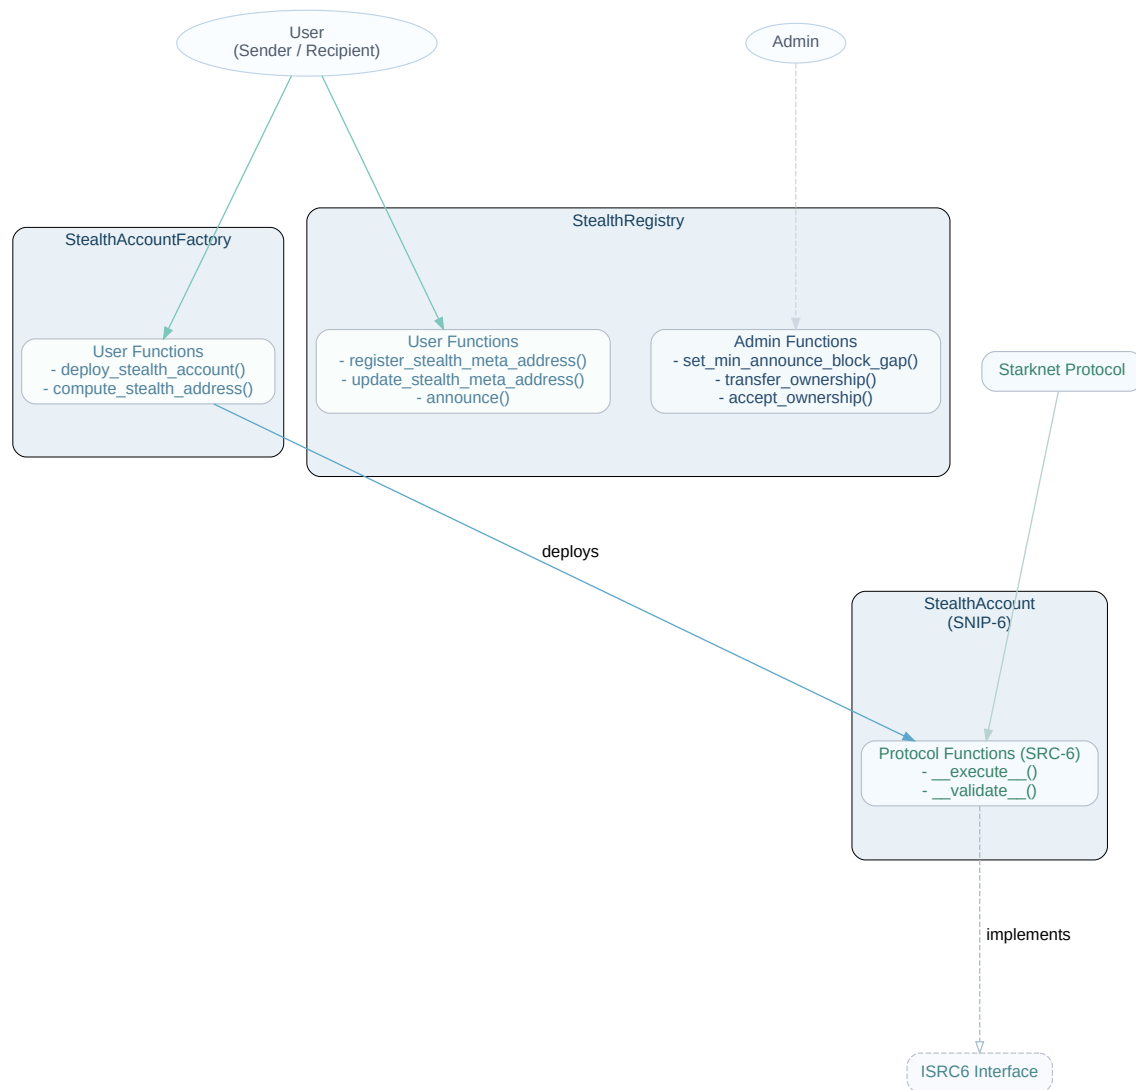 User
(Sender / Recipient)
Admin
StealthRegistry
StealthAccountFactory
User Functions
- deploy_stealth_account()
- compute_stealth_address()
User Functions
- register_stealth_meta_address()
- update_stealth_meta_address()
- announce()
Admin Functions
- set_min_announce_block_gap()
- transfer_ownership()
- accept_ownership()
Starknet Protocol
deploys
StealthAccount
(SNIP-6)
Protocol Functions (SRC-6)
- __execute__()
- __validate__()
implements
ISRC6 Interface